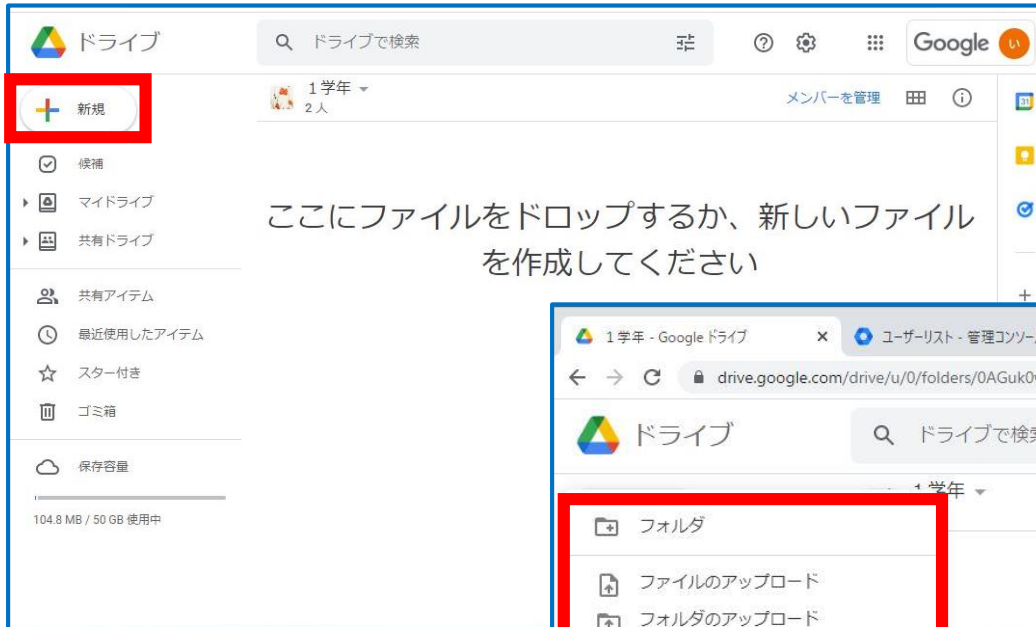 ドライブ
ドライブで検索
Google
い
新規
1学年
2人
メンバーを管理
31
候補
マイドライブ
共有ドライブ
ここにファイルをドロップするか、新しいファイル
を作成してください
共有アイテム
最近使用したアイテム
スター付き
ゴミ箱
保存容量
104.8 MB / 50 GB 使用中
1学年 - Google ドライブ
ユーザーリスト - 管理コンソー
drive.google.com/drive/u/0/folders/0AGuk0
ドライブ
ドライブで検索
1学年
フォルダ
ファイルのアップロード
フォルダのアップロード